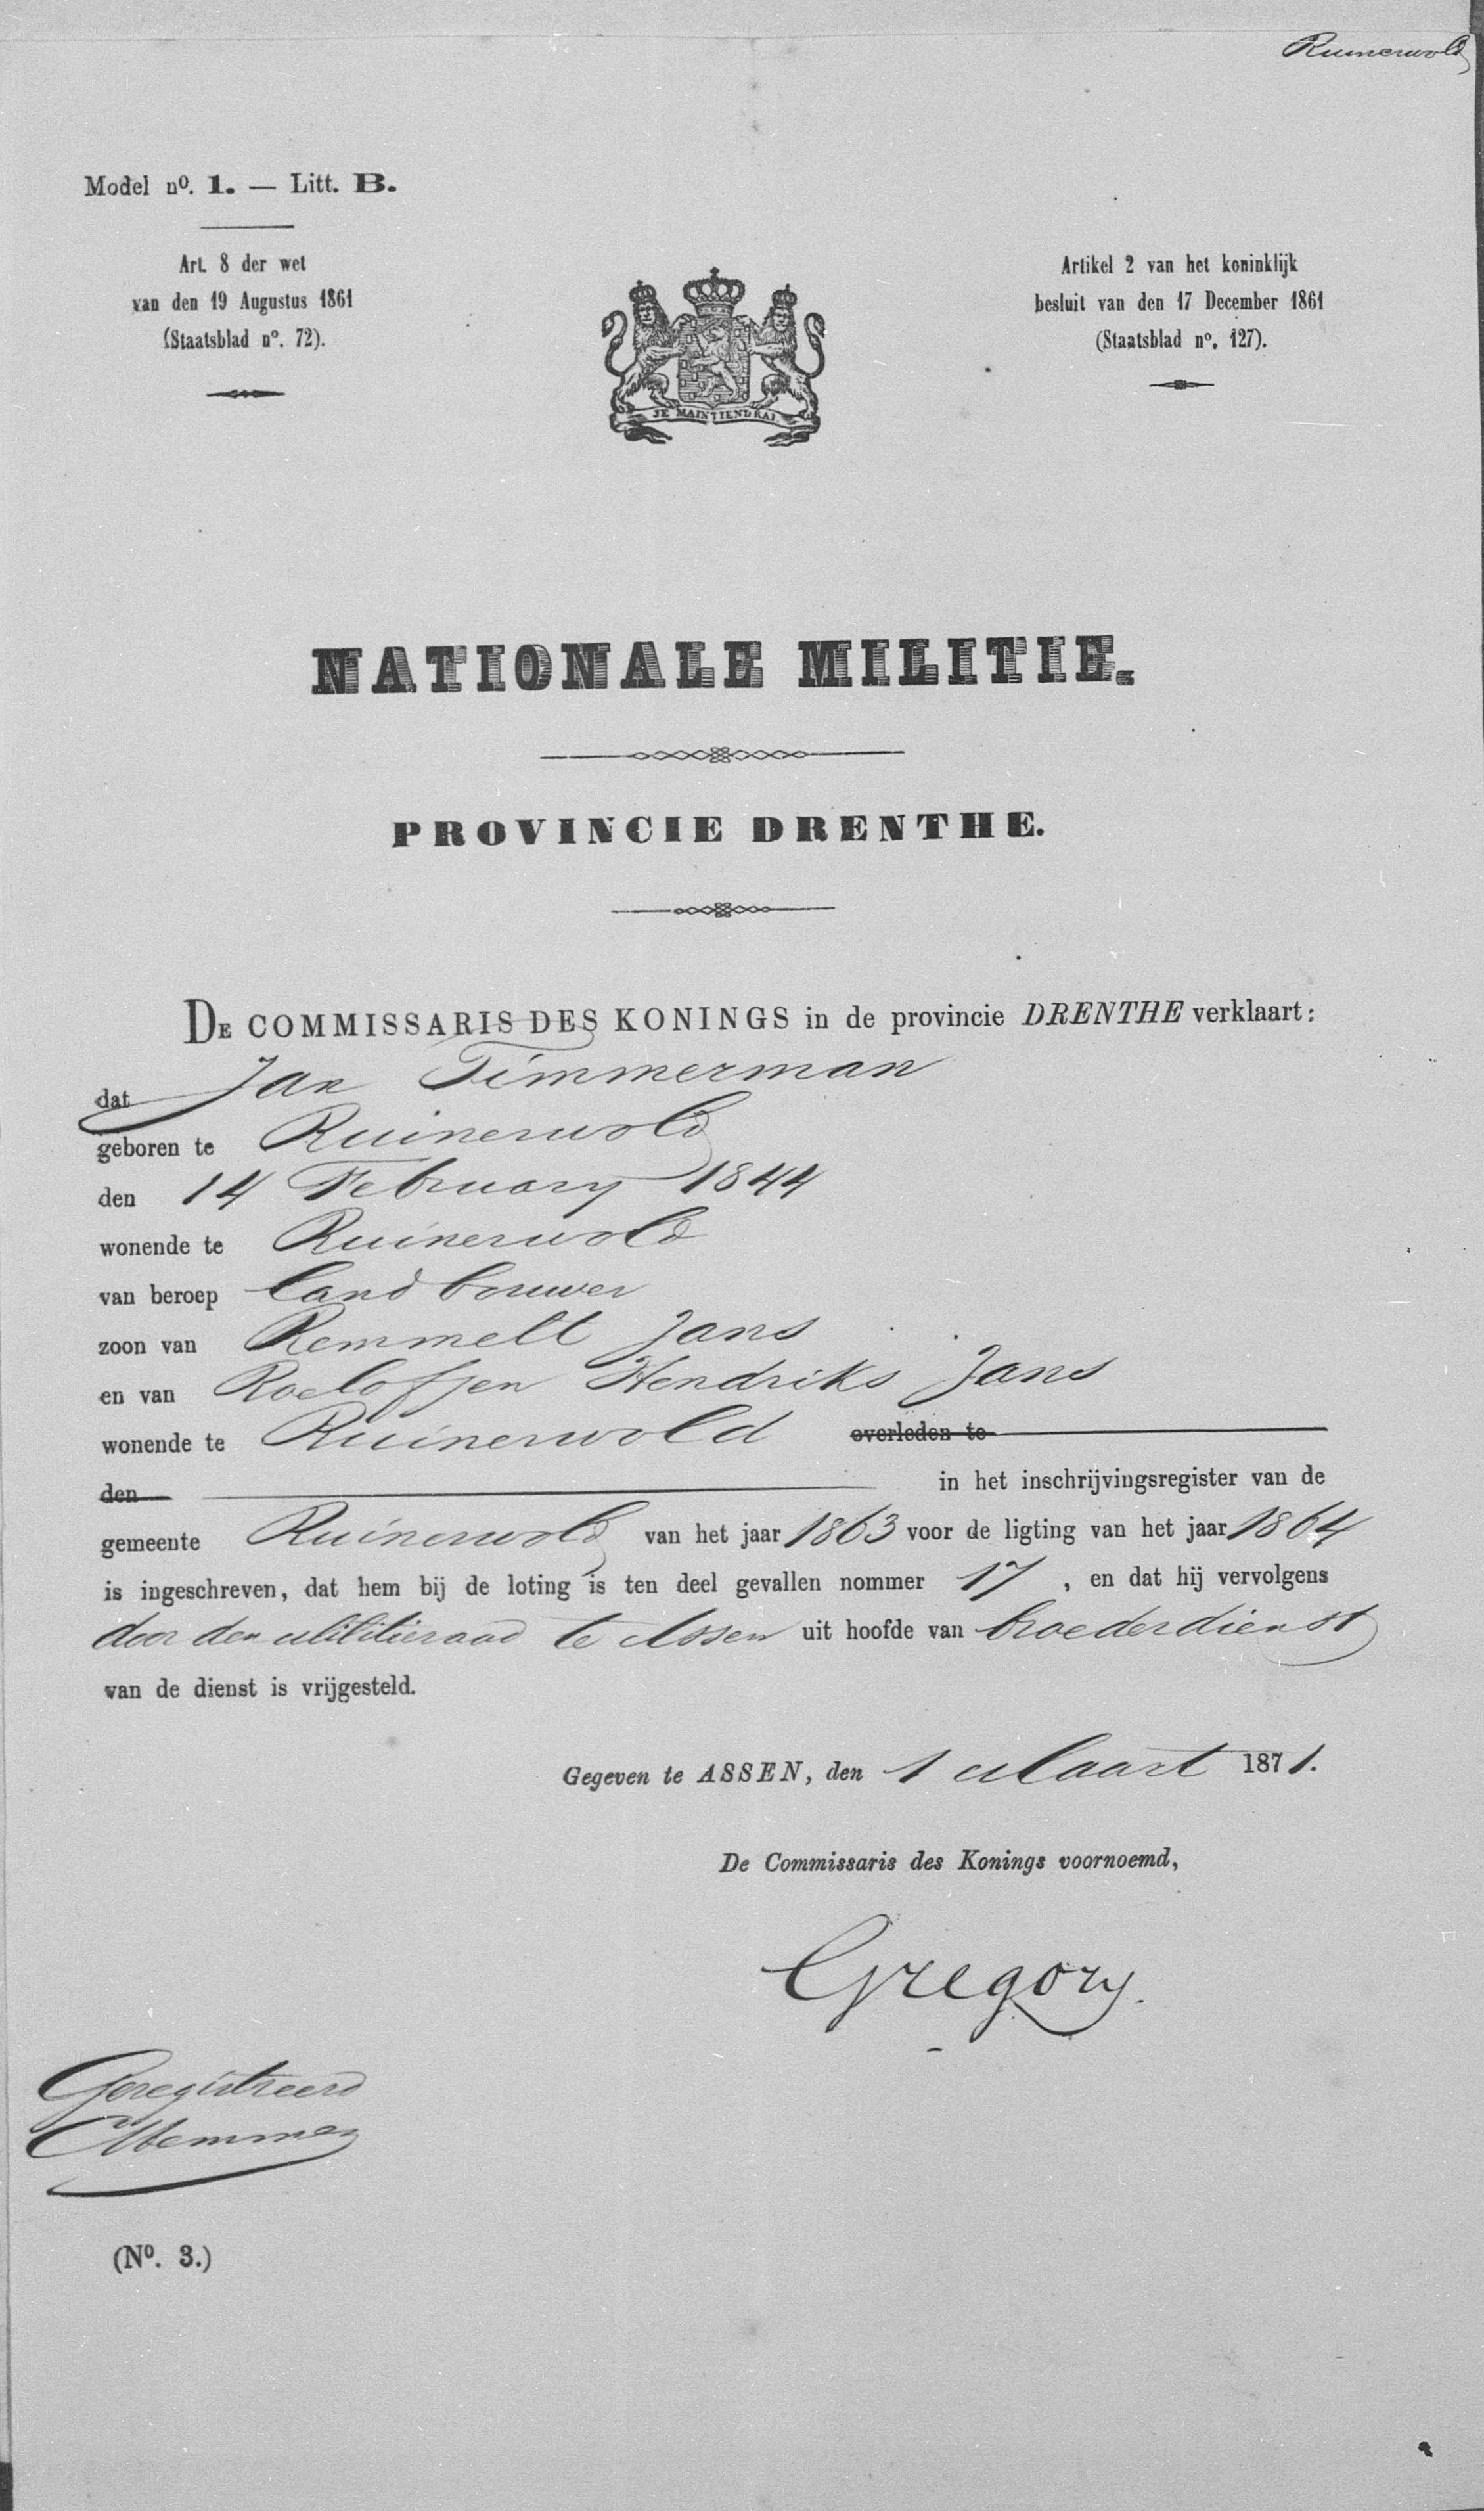 Ruinerwold
Model nº. 1. — Litt. B.
Art. 8 der wet
van den 19 Augustus 1861
(Staatsblad nº. 72).
Artikel 2 van het koninklijk
besluit van den 17 December 1861
(Staatsblad nº. 127).
JE MAINTIENDRAI
NATIONALE MILITIE.
PROVINCIE DRENTHE.
DE COMMISSARIS DES KONINGS in de provincie DRENTHE verklaart:
dat Jan Timmerman
geboren te Ruinerwold
den 14 February 1844
wonende te Ruinerwold
van beroep landbouwer
zoon van Remmelt Jans
en van Roelofjen Hendriks Jans
wonende te Ruinerwold overleden te
den in het inschrijvingsregister van de
gemeente Ruinerwold van het jaar 1863 voor de ligting van het jaar 1864
is ingeschreven, dat hem bij de loting is ten deel gevallen nommer 17, en dat hij vervolgens
door den Militieraad te Assen uit hoofde van broederdienst
van de dienst is vrijgesteld.
Gegeven te ASSEN, den 1 Maart 1871.
De Commissaris des Konings voornoemd,
Gregory.
Geregistreerd
(Nº. 3.)